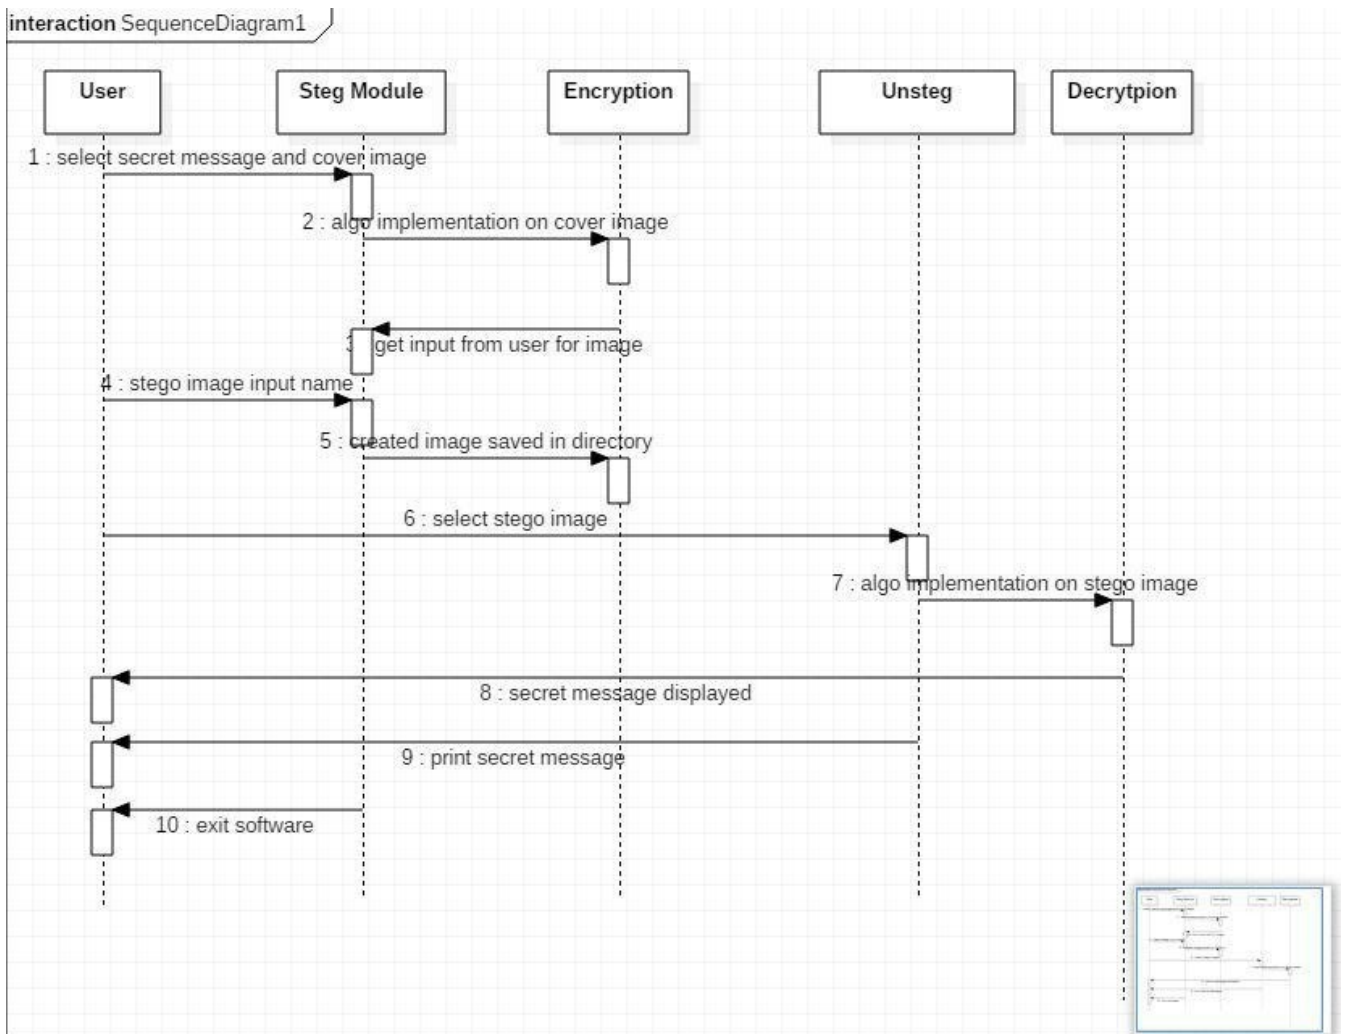 interaction SequenceDiagram1
User
Steg Module
Encryption
Unsteg
Decrytpion
1 : select secret message and cover image
2 : algo implementation on cover image
3 : get input from user for image
4 : stego image input name
5 : created image saved in directory
6 : select stego image
7 : algo implementation on stego image
8 : secret message displayed
9 : print secret message
10 : exit software